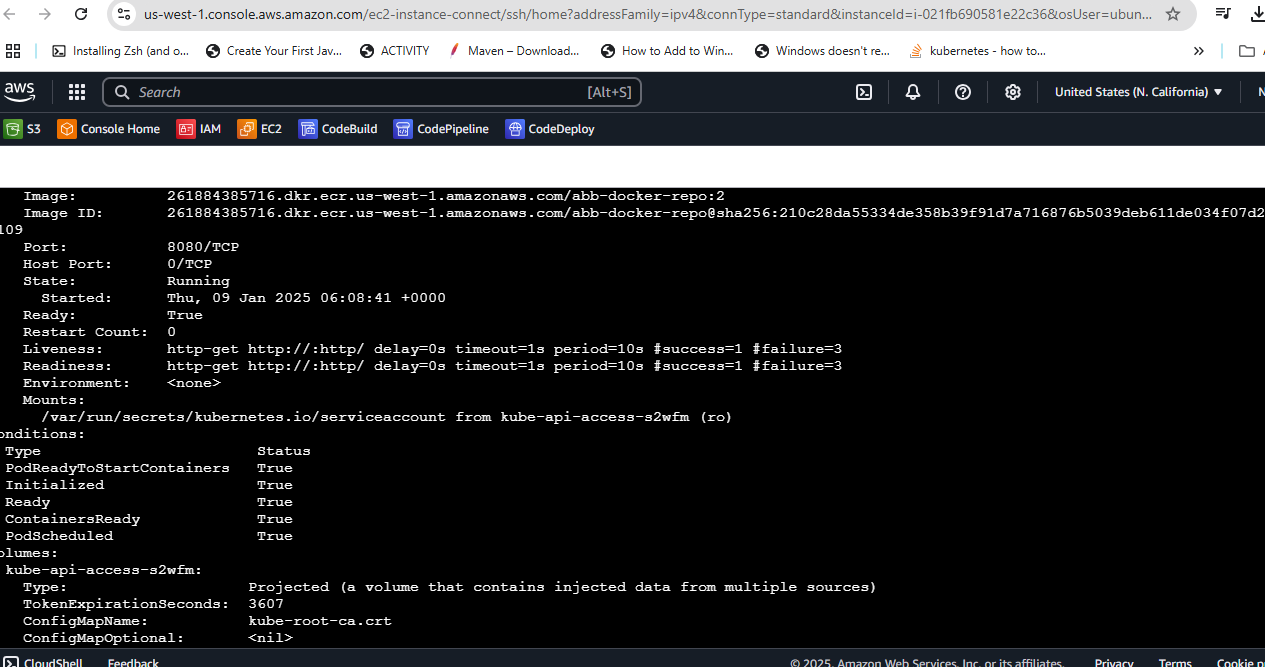 us-west-1.console.aws.amazon.com/ec2-instance-connect/ssh/home?addressFamily=ipv4&connType=standard&instanceId=i-021fb690581e22c36&osUser=ubun...
Installing Zsh (and o... Create Your First Jav... ACTIVITY Maven – Download... How to Add to Win... Windows doesn't re... kubernetes - how to... »
aws Search [Alt+S] United States (N. California) ▼ N
S3 Console Home IAM EC2 CodeBuild CodePipeline CodeDeploy
Image: 261884385716.dkr.ecr.us-west-1.amazonaws.com/abb-docker-repo:2
Image ID: 261884385716.dkr.ecr.us-west-1.amazonaws.com/abb-docker-repo@sha256:210c28da55334de358b39f91d7a716876b5039deb611de034f07d2
109
Port: 8080/TCP
Host Port: 0/TCP
State: Running
Started: Thu, 09 Jan 2025 06:08:41 +0000
Ready: True
Restart Count: 0
Liveness: http-get http://:http/ delay=0s timeout=1s period=10s #success=1 #failure=3
Readiness: http-get http://:http/ delay=0s timeout=1s period=10s #success=1 #failure=3
Environment: <none>
Mounts:
/var/run/secrets/kubernetes.io/serviceaccount from kube-api-access-s2wfm (ro)
onditions:
Type Status
PodReadyToStartContainers True
Initialized True
Ready True
ContainersReady True
PodScheduled True
olumes:
kube-api-access-s2wfm:
Type: Projected (a volume that contains injected data from multiple sources)
TokenExpirationSeconds: 3607
ConfigMapName: kube-root-ca.crt
ConfigMapOptional: <nil>
CloudShell Feedback © 2025, Amazon Web Services, Inc. or its affiliates. Privacy Terms Cookie p